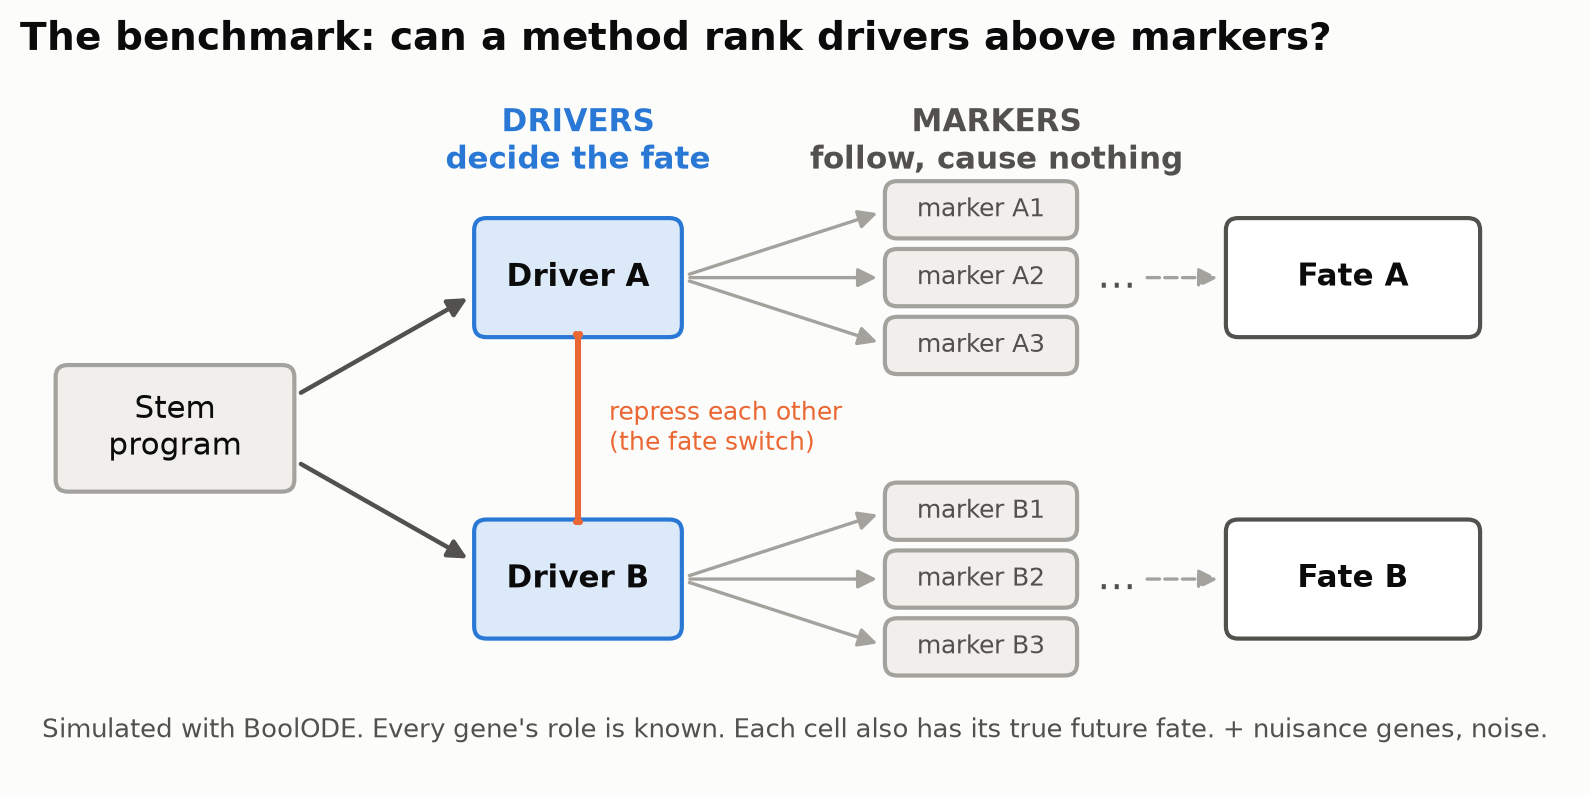 The benchmark: can a method rank drivers above markers?
DRIVERS
decide the fate
MARKERS
follow, cause nothing
Stem
program
Driver A
marker A1
marker A2
marker A3
...
Fate A
repress each other
(the fate switch)
Driver B
marker B1
marker B2
marker B3
...
Fate B
Simulated with BoolODE. Every gene's role is known. Each cell also has its true future fate. + nuisance genes, noise.